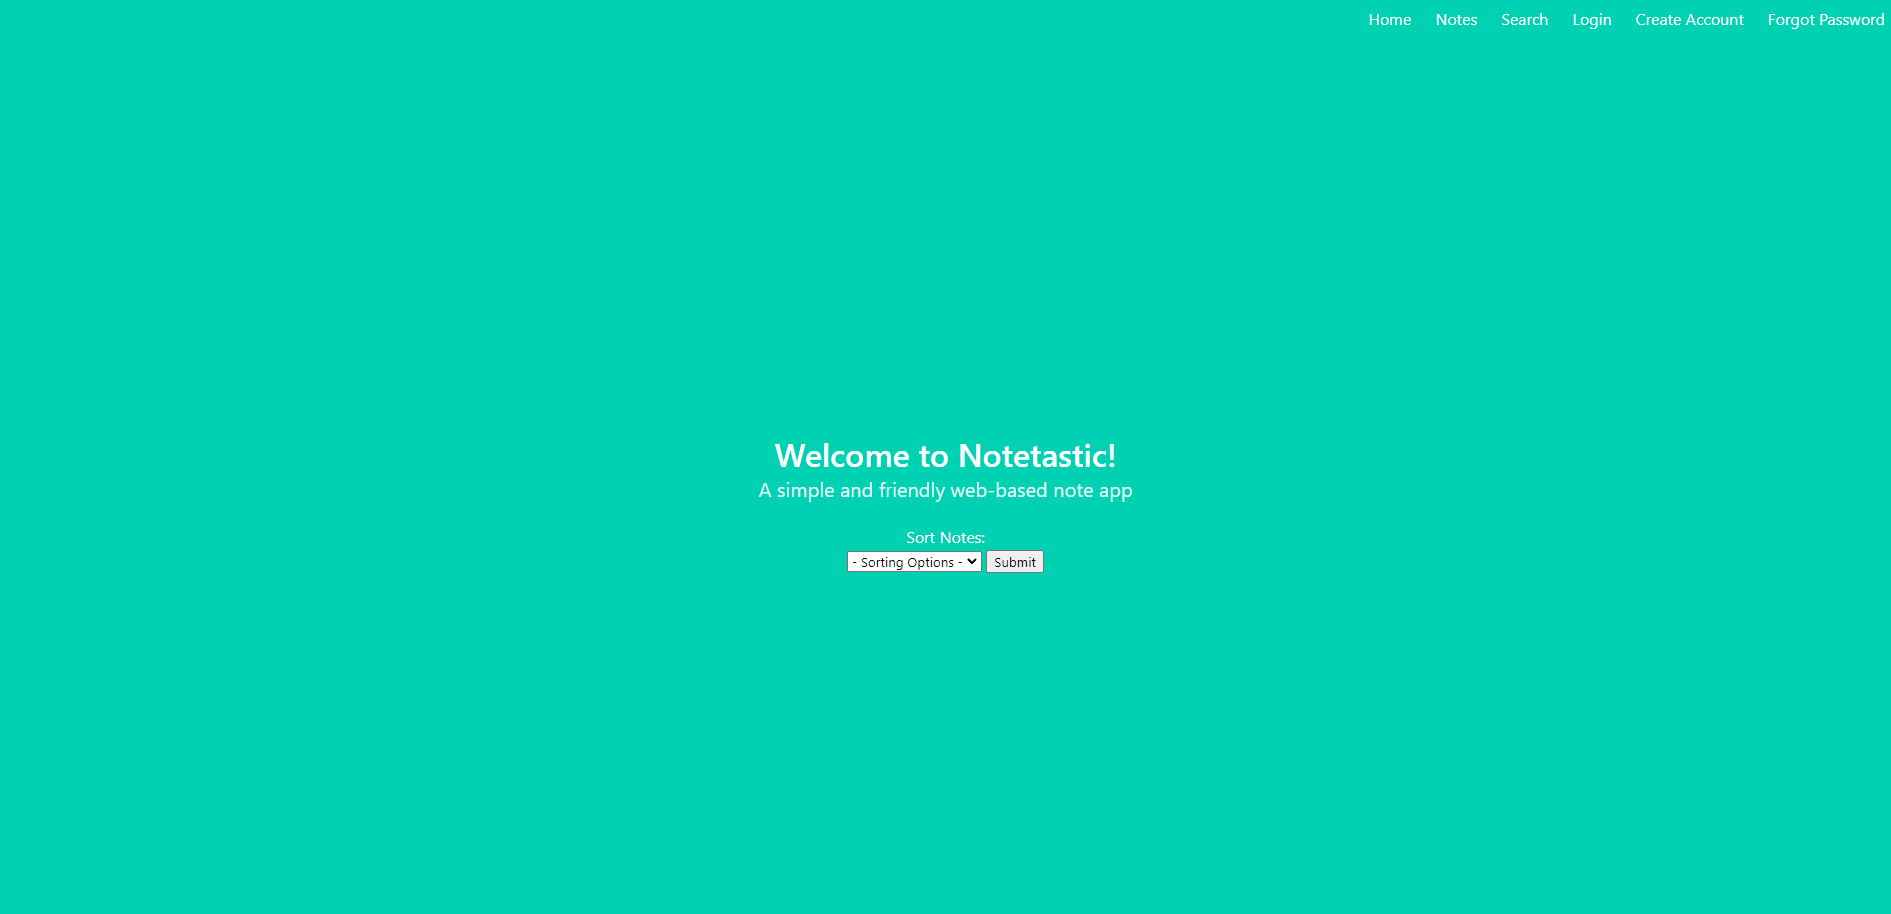 Home Notes Search Login Create Account Forgot Password
Welcome to Notetastic!
A simple and friendly web-based note app
Sort Notes:
- Sorting Options - Submit